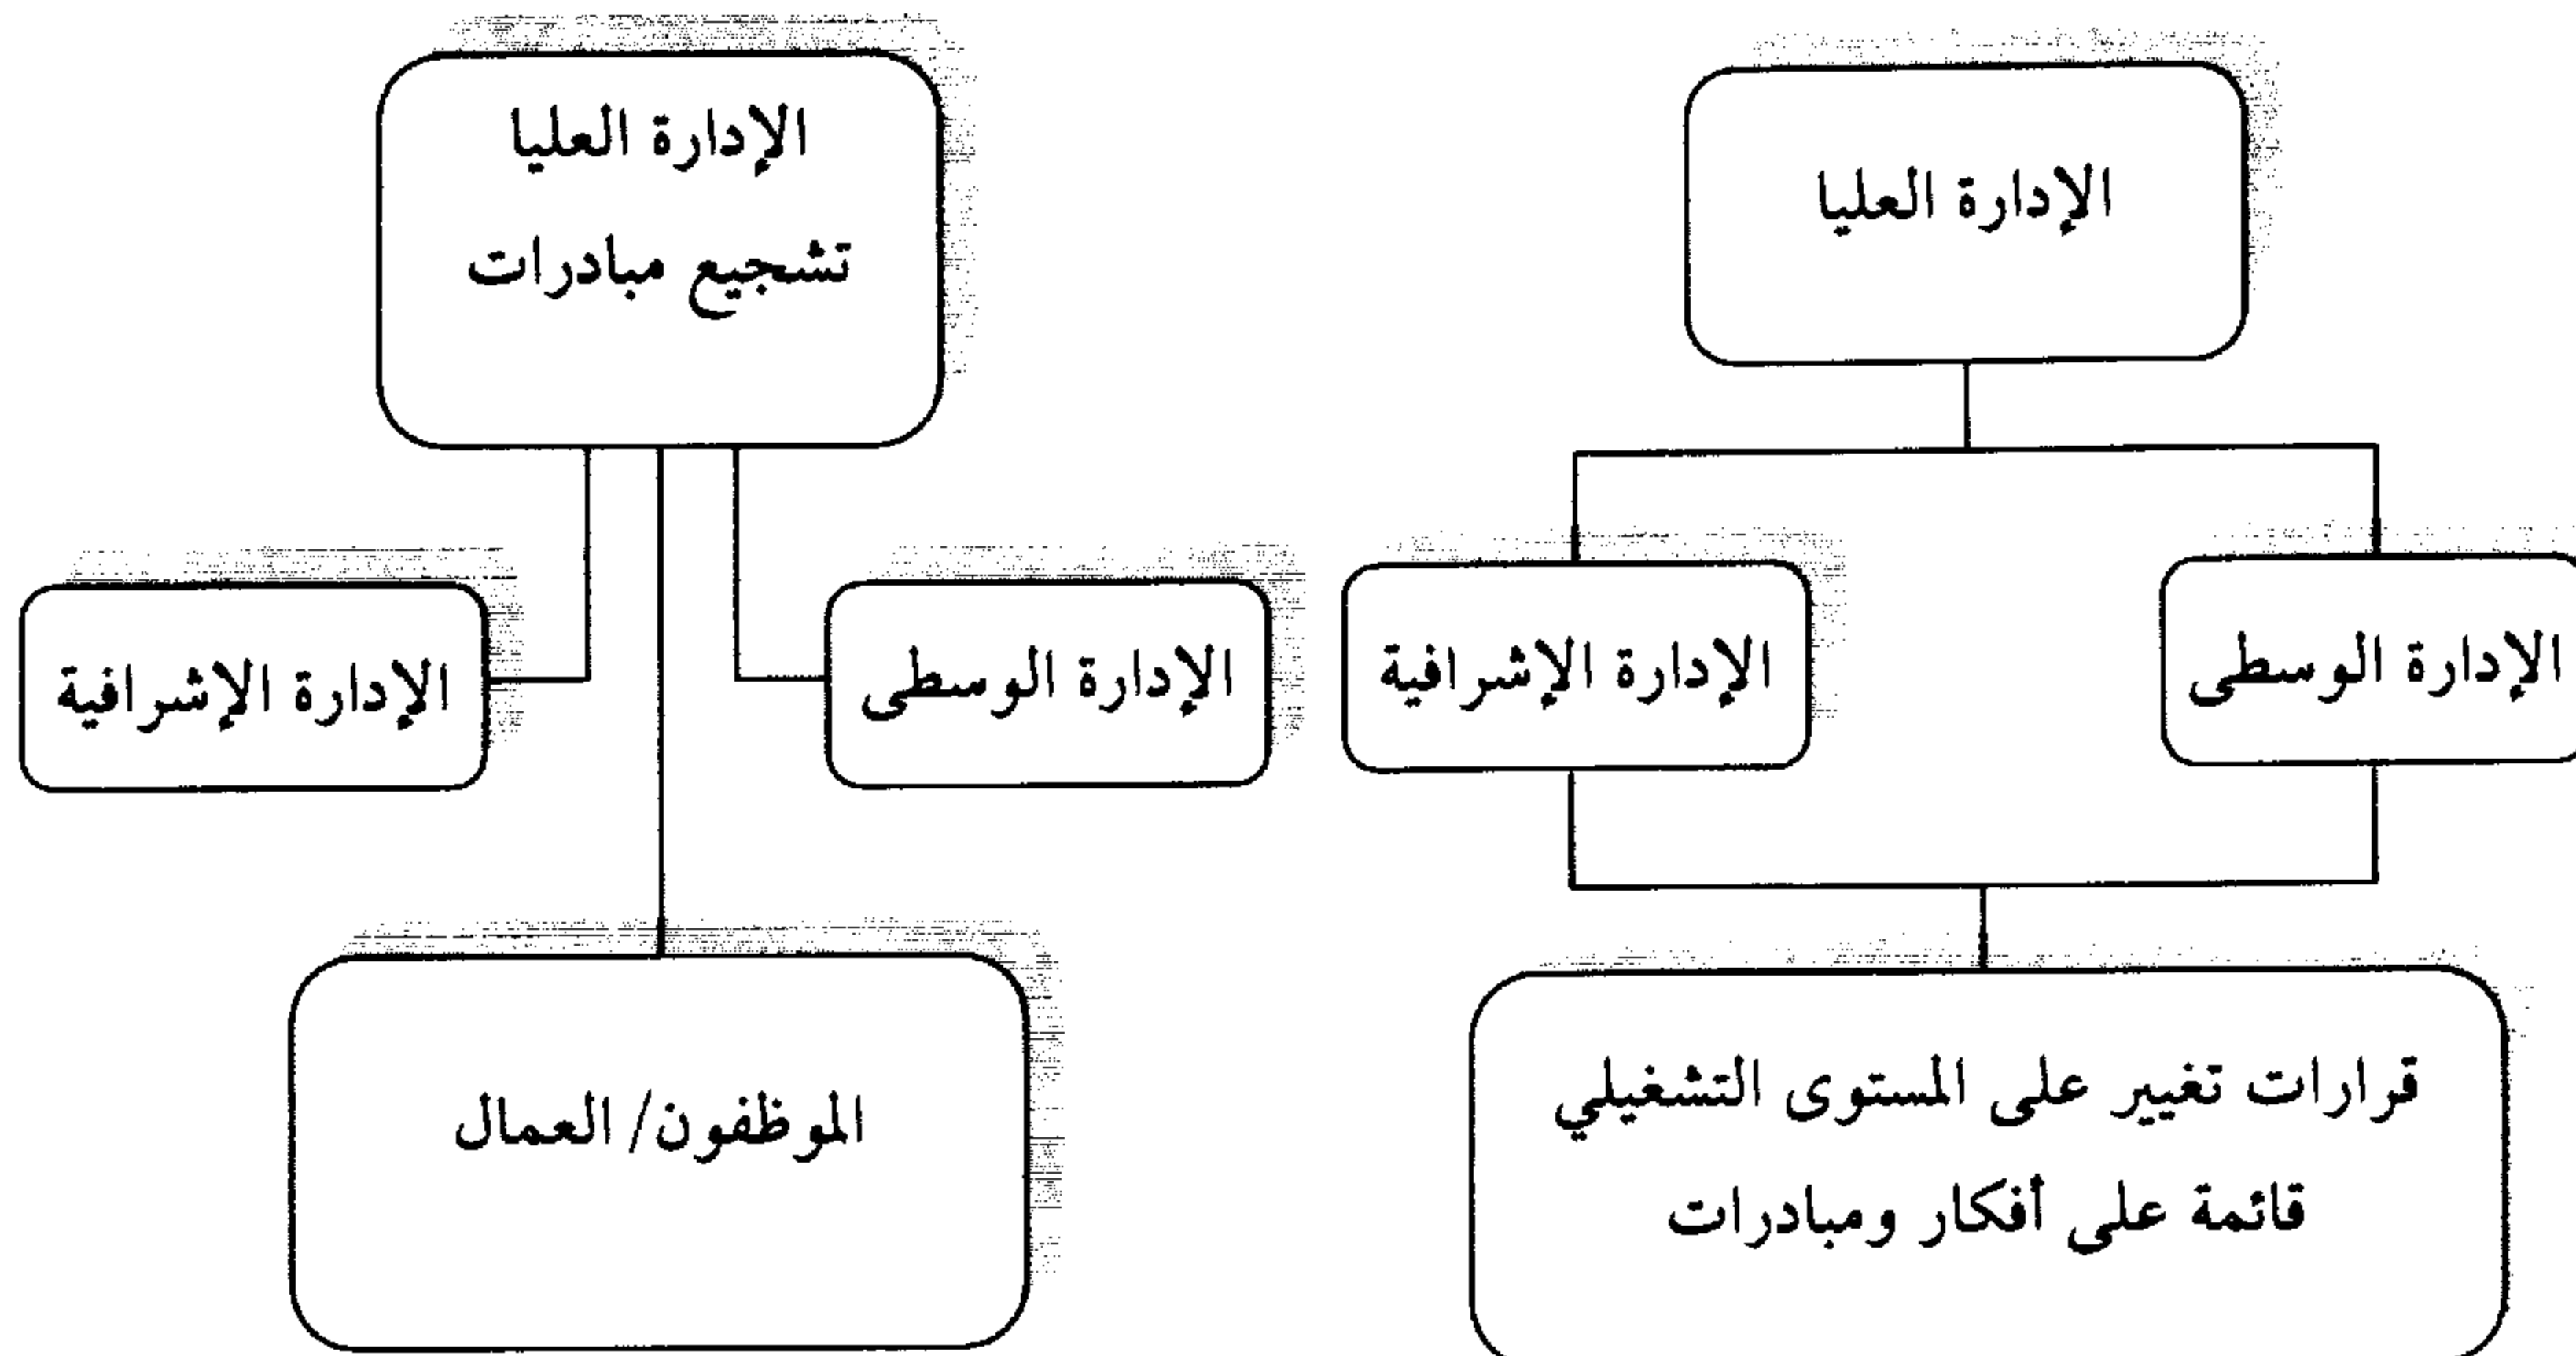 الإدارة العليا
الإدارة الوسطى
الإدارة الإشرافية
قرارات تغيير على المستوى التشغيلي
قائمة على أفكار ومبادرات
الإدارة العليا
تشجيع مبادرات
الإدارة الوسطى
الإدارة الإشرافية
الموظفون/ العمال